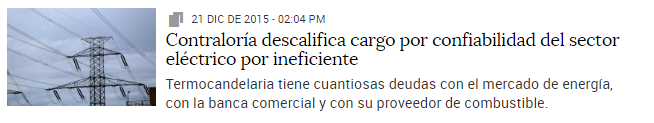 21 DIC DE 2015 - 02:04 PM
Contraloría descalifica cargo por confiabilidad del sector
eléctrico por ineficiente
Termocandelaria tiene cuantiosas deudas con el mercado de energía,
con la banca comercial y con su proveedor de combustible.